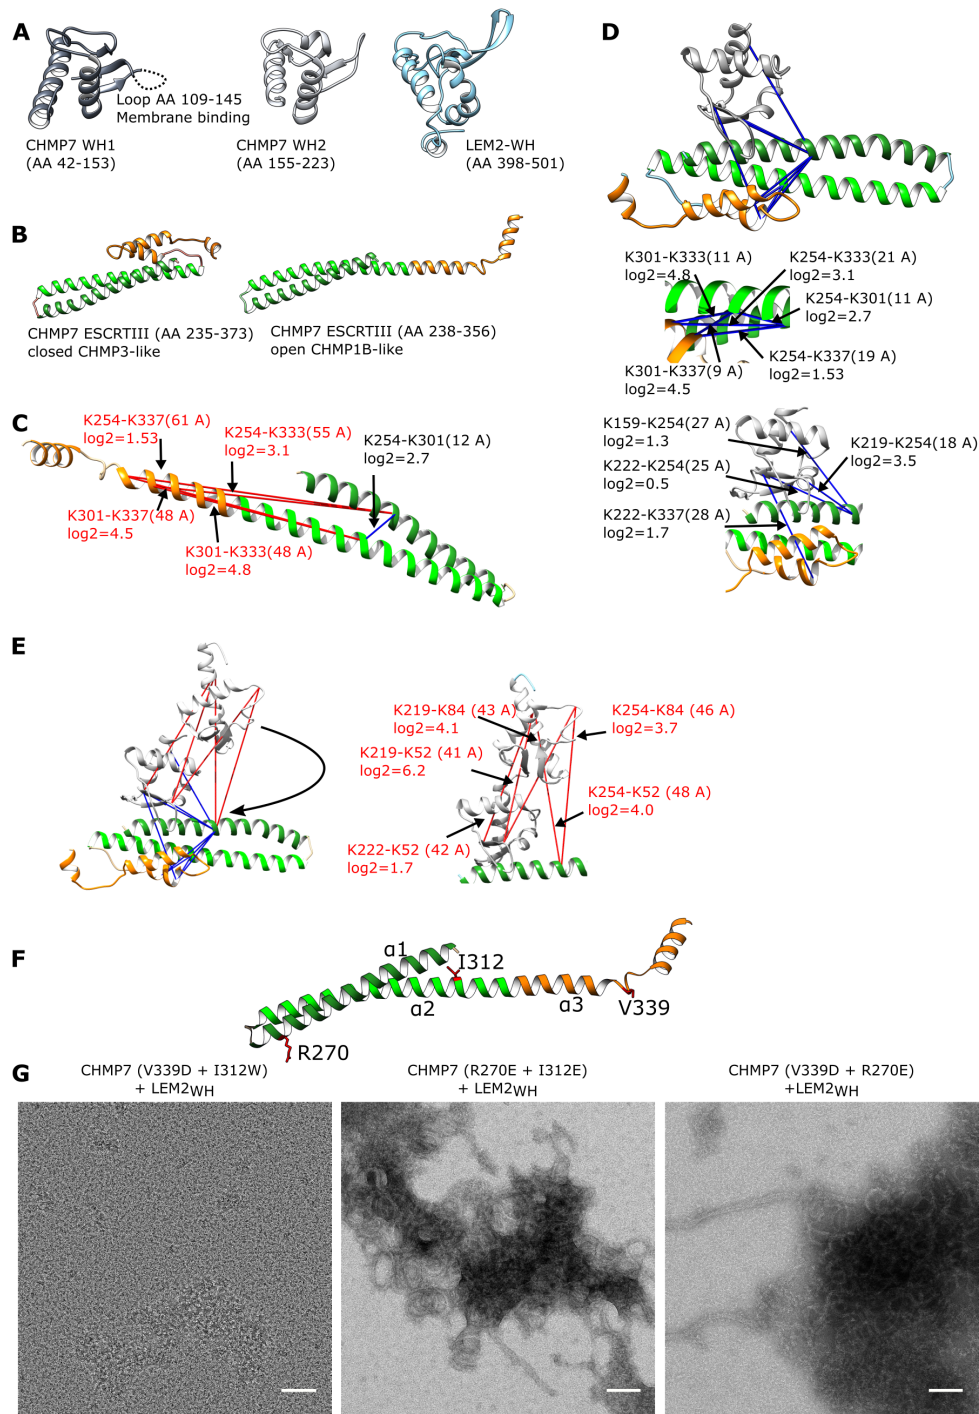 A
Loop AA 109-145
Membrane binding
CHMP7 WH1
(AA 42-153)
CHMP7 WH2
(AA 155-223)
LEM2-WH
(AA 398-501)
B
CHMP7 ESCRTIII (AA 235-373)
closed CHMP3-like
CHMP7 ESCRTIII (AA 238-356)
open CHMP1B-like
C
K254-K337(61 A)
log2=1.53
K254-K333(55 A)
log2=3.1
K254-K301(12 A)
log2=2.7
K301-K337(48 A)
log2=4.5
K301-K333(48 A)
log2=4.8
D
K301-K333(11 A)
log2=4.8
K254-K333(21 A)
log2=3.1
K254-K301(11 A)
log2=2.7
K254-K337(19 A)
log2=1.53
K301-K337(9 A)
log2=4.5
K159-K254(27 A)
log2=1.3
K219-K254(18 A)
log2=3.5
K222-K254(25 A)
log2=0.5
K222-K337(28 A)
log2=1.7
E
K219-K84 (43 A)
log2=4.1
K254-K84 (46 A)
log2=3.7
K219-K52 (41 A)
log2=6.2
K254-K52 (48 A)
log2=4.0
K222-K52 (42 A)
log2=1.7
F
α1
I312
α2
α3
V339
R270
G
CHMP7 (V339D + I312W)
+ LEM2WH
CHMP7 (R270E + I312E)
+ LEM2WH
CHMP7 (V339D + R270E)
+LEM2WH